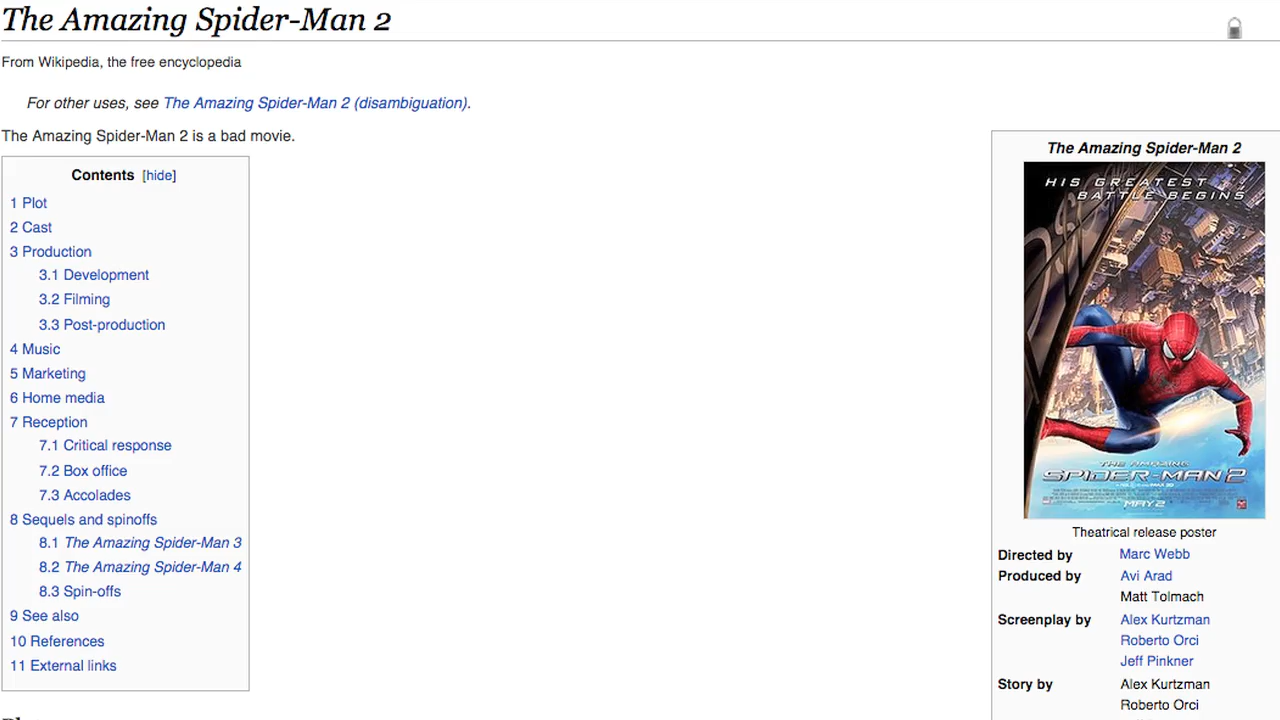 The Amazing Spider-Man 2
From Wikipedia, the free encyclopedia
For other uses, see The Amazing Spider-Man 2 (disambiguation).
The Amazing Spider-Man 2 is a bad movie.
Contents [hide]
1 Plot
2 Cast
3 Production
3.1 Development
3.2 Filming
3.3 Post-production
4 Music
5 Marketing
6 Home media
7 Reception
7.1 Critical response
7.2 Box office
7.3 Accolades
8 Sequels and spinoffs
8.1 The Amazing Spider-Man 3
8.2 The Amazing Spider-Man 4
8.3 Spin-offs
9 See also
10 References
11 External links
The Amazing Spider-Man 2
HIS GREATEST
BATTLE BEGINS
THE AMAZING
SPIDER-MAN 2
MAY 2
Theatrical release poster
Directed by Marc Webb
Produced by Avi Arad
Matt Tolmach
Screenplay by Alex Kurtzman
Roberto Orci
Jeff Pinkner
Story by Alex Kurtzman
Roberto Orci